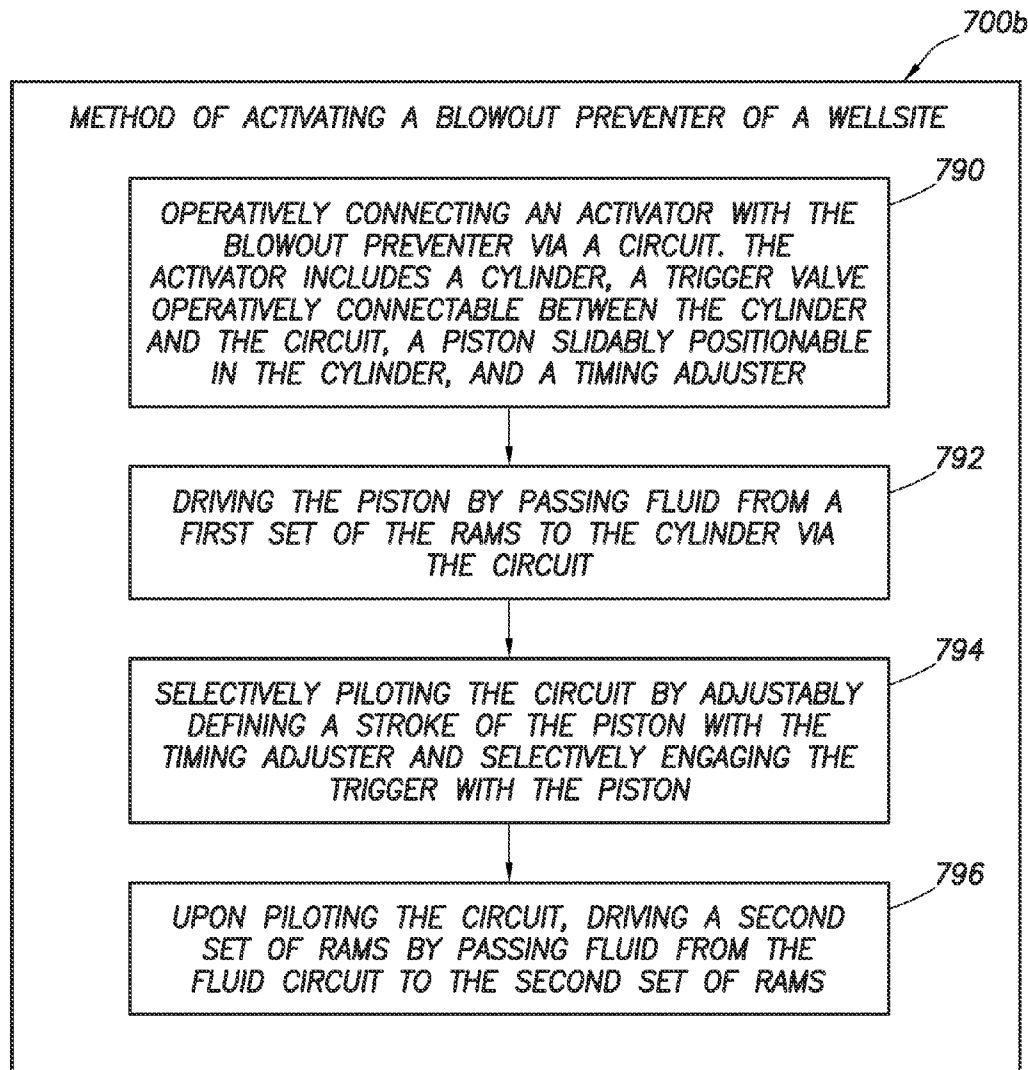 700b
METHOD OF ACTIVATING A BLOWOUT PREVENTER OF A WELLSITE
790
OPERATIVELY CONNECTING AN ACTIVATOR WITH THE
BLOWOUT PREVENTER VIA A CIRCUIT. THE
ACTIVATOR INCLUDES A CYLINDER, A TRIGGER VALVE
OPERATIVELY CONNECTABLE BETWEEN THE CYLINDER
AND THE CIRCUIT, A PISTON SLIDABLY POSITIONABLE
IN THE CYLINDER, AND A TIMING ADJUSTER
792
DRIVING THE PISTON BY PASSING FLUID FROM A
FIRST SET OF THE RAMS TO THE CYLINDER VIA
THE CIRCUIT
794
SELECTIVELY PILOTING THE CIRCUIT BY ADJUSTABLY
DEFINING A STROKE OF THE PISTON WITH THE
TIMING ADJUSTER AND SELECTIVELY ENGAGING THE
TRIGGER WITH THE PISTON
796
UPON PILOTING THE CIRCUIT, DRIVING A SECOND
SET OF RAMS BY PASSING FLUID FROM THE
FLUID CIRCUIT TO THE SECOND SET OF RAMS